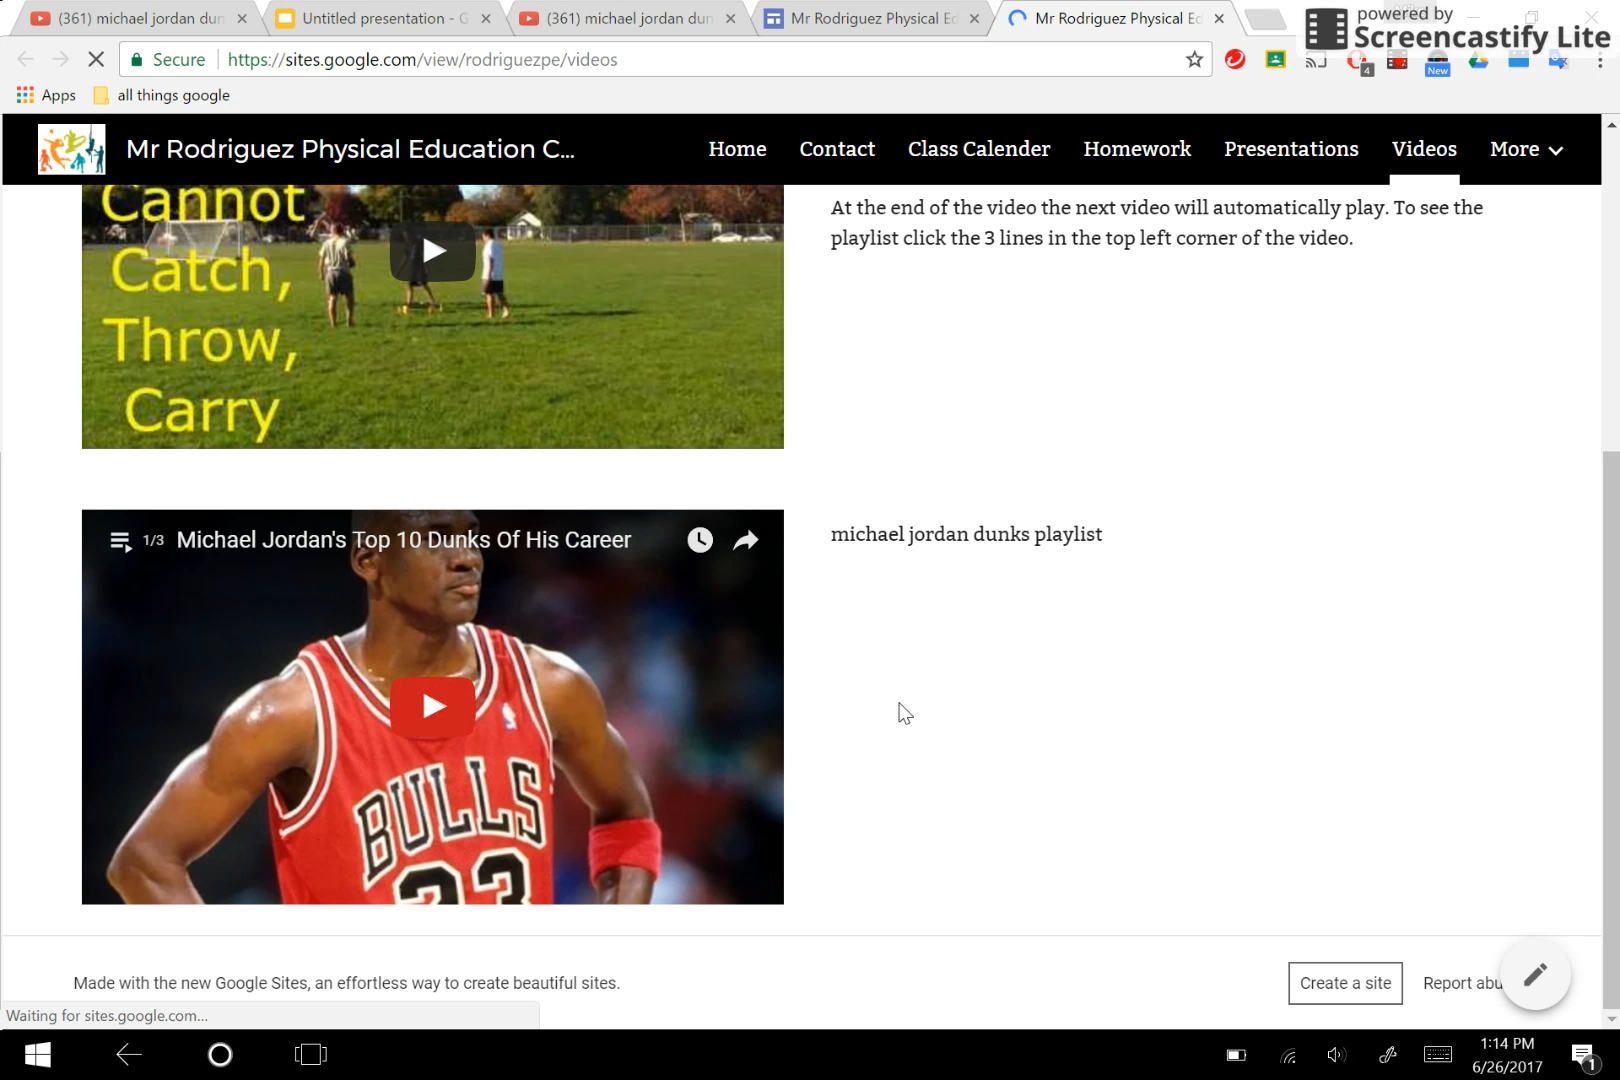 (361) michael jordan dun
Untitled presentation - G
(361) michael jordan dun
Mr Rodriguez Physical Ed
Mr Rodriguez Physical Ed
powered by
Screencastify Lite
Secure
https://sites.google.com/view/rodriguezpe/videos
4
New
Apps
all things google
Mr Rodriguez Physical Education C...
Home
Contact
Class Calender
Homework
Presentations
Videos
More
Cannot
Catch,
Throw,
Carry
At the end of the video the next video will automatically play. To see the
playlist click the 3 lines in the top left corner of the video.
1/3 Michael Jordan's Top 10 Dunks Of His Career
michael jordan dunks playlist
BULLS
23
Made with the new Google Sites, an effortless way to create beautiful sites.
Create a site
Report abu
Waiting for sites.google.com...
1:14 PM
6/26/2017
1